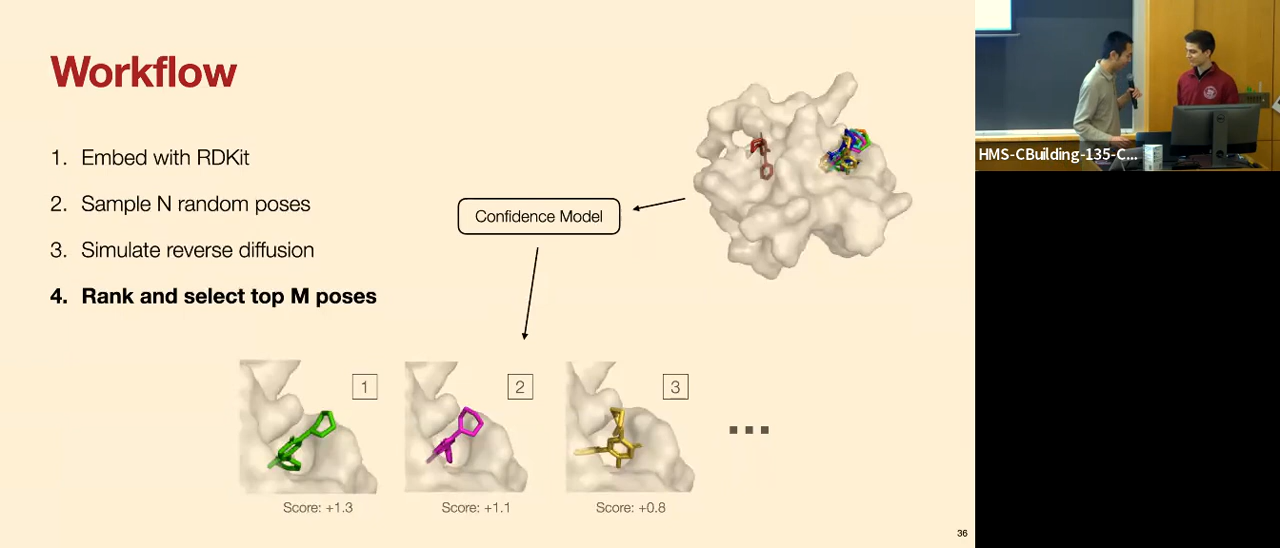 Workflow
1. Embed with RDKit
2. Sample N random poses
3. Simulate reverse diffusion
4. Rank and select top M poses
Confidence Model
1
2
3
Score: +1.3
Score: +1.1
Score: +0.8
36
HMS-CBuilding-135-C...